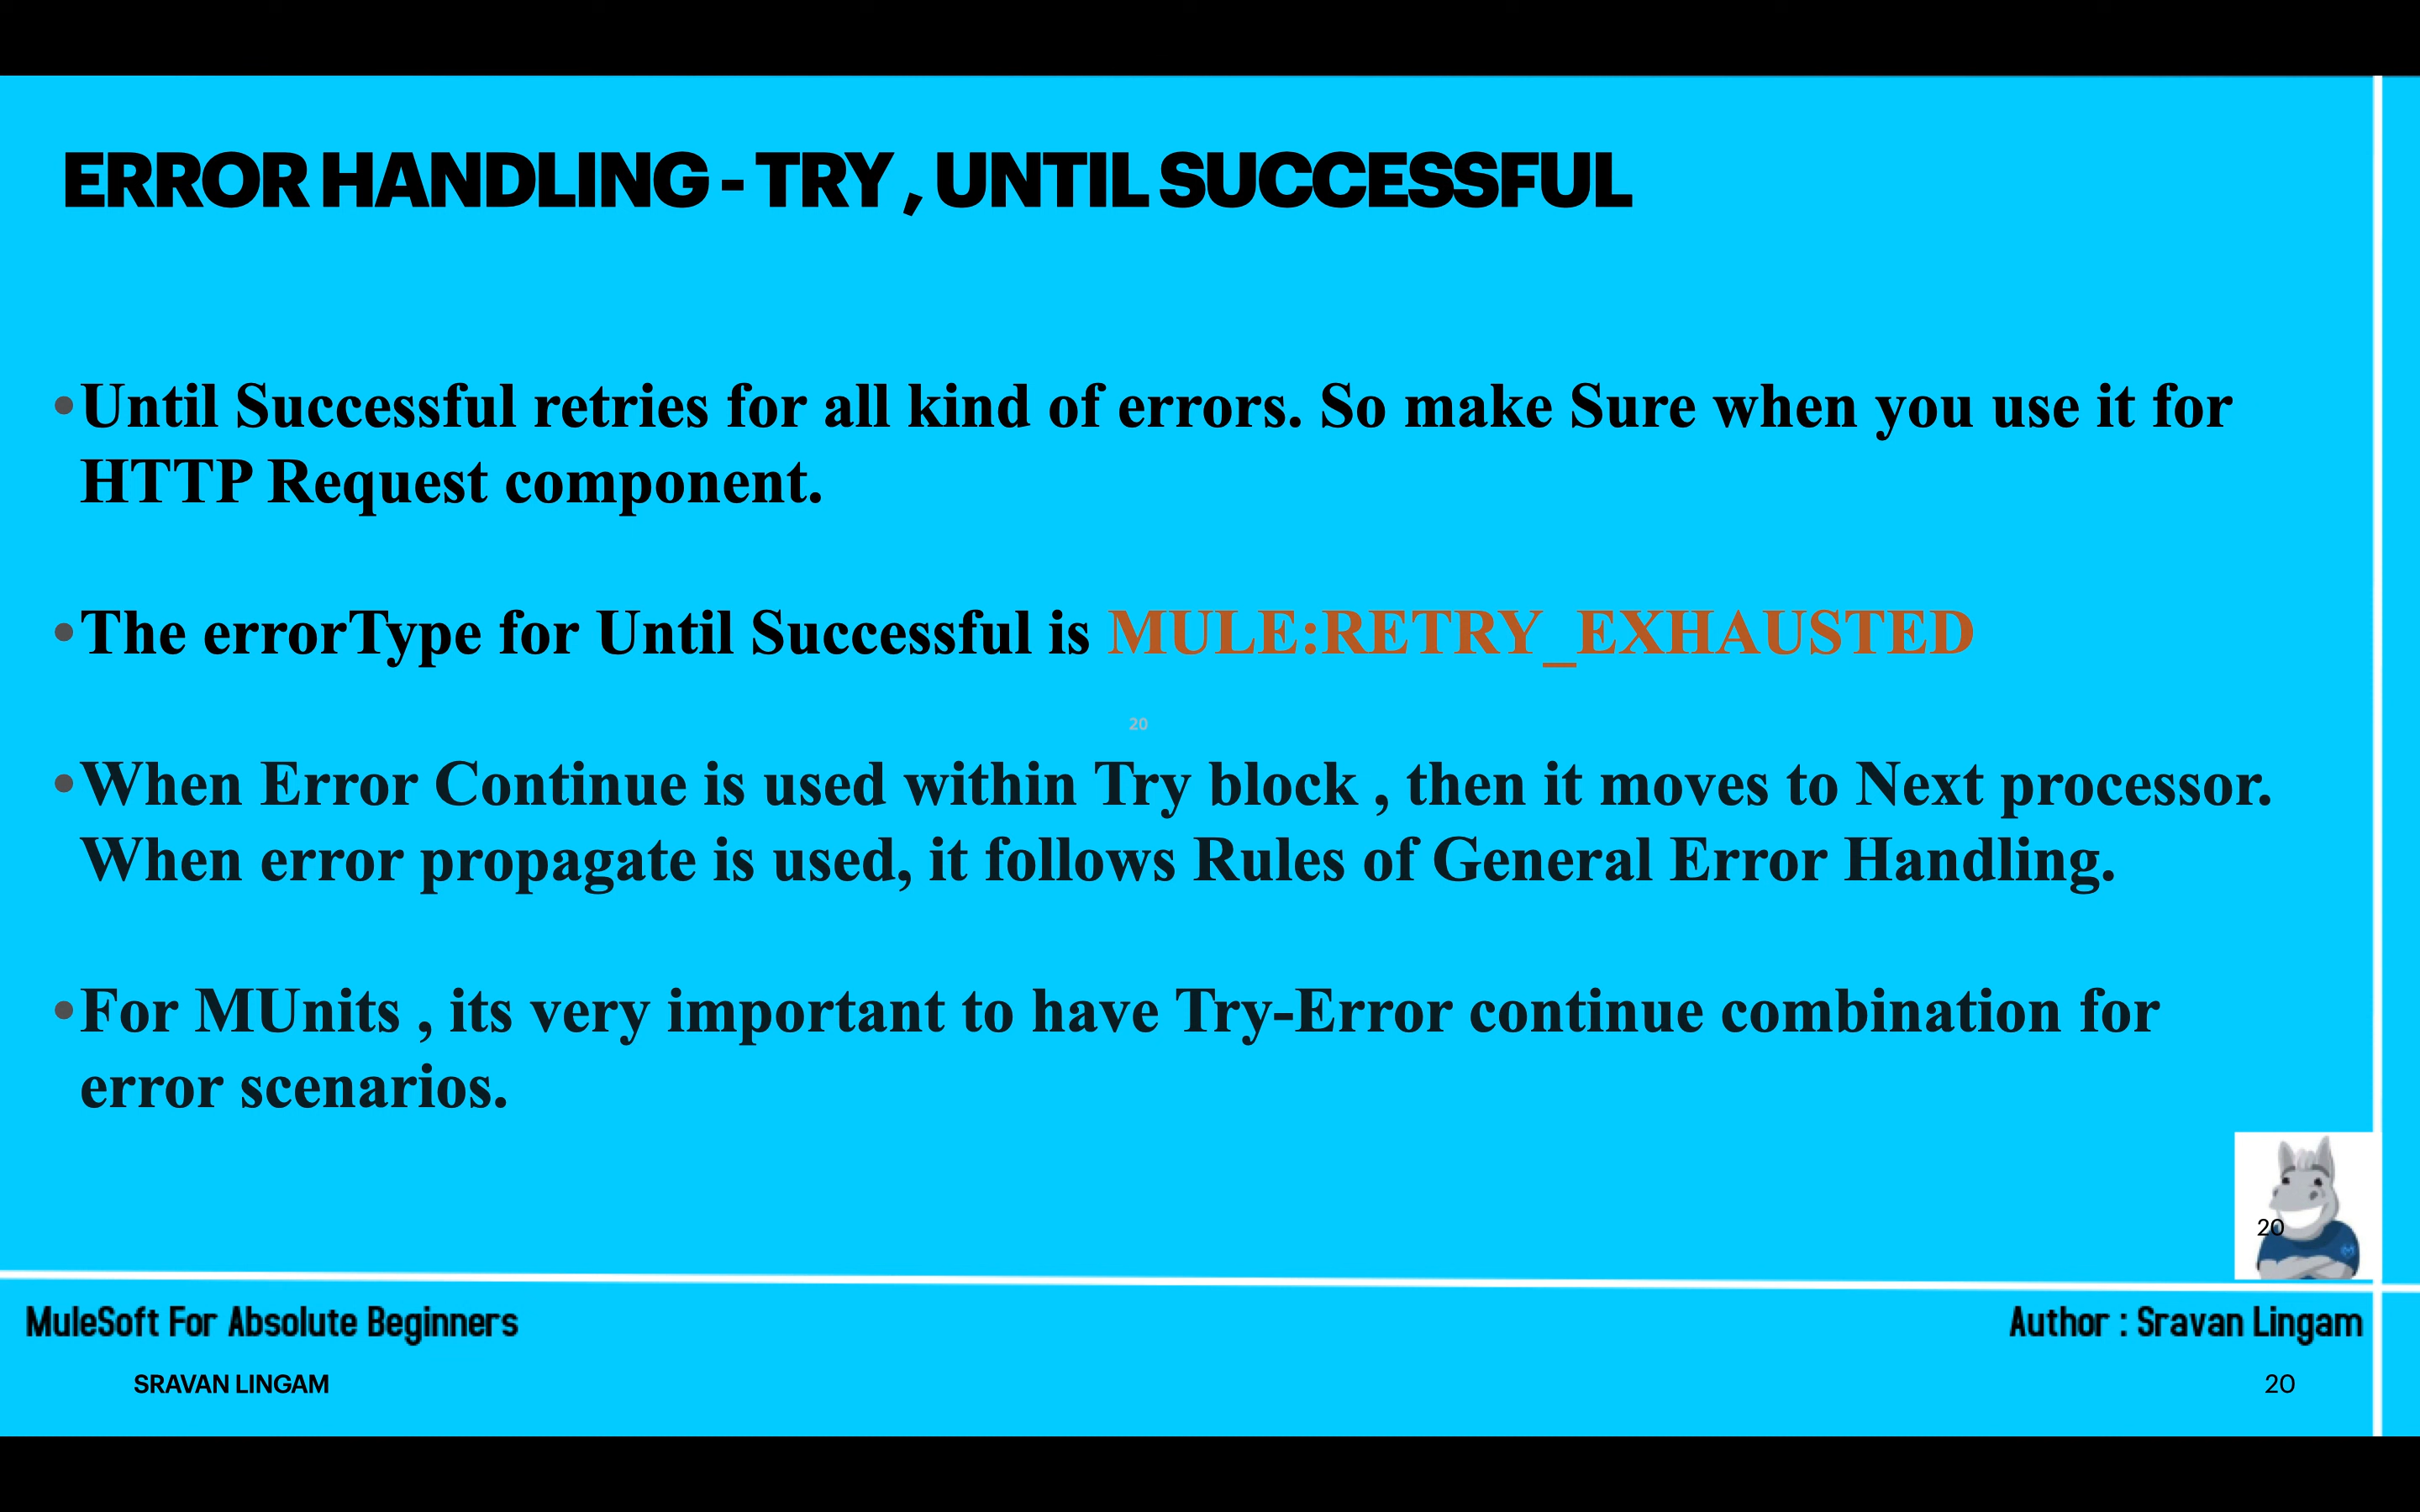 ERROR HANDLING - TRY , UNTIL SUCCESSFUL
•Until Successful retries for all kind of errors. So make Sure when you use it for
HTTP Request component.
•The errorType for Until Successful is MULE:RETRY_EXHAUSTED
20
•When Error Continue is used within Try block , then it moves to Next processor.
When error propagate is used, it follows Rules of General Error Handling.
•For MUnits , its very important to have Try-Error continue combination for
error scenarios.
20
MuleSoft For Absolute Beginners
Author : Sravan Lingam
SRAVAN LINGAM
20